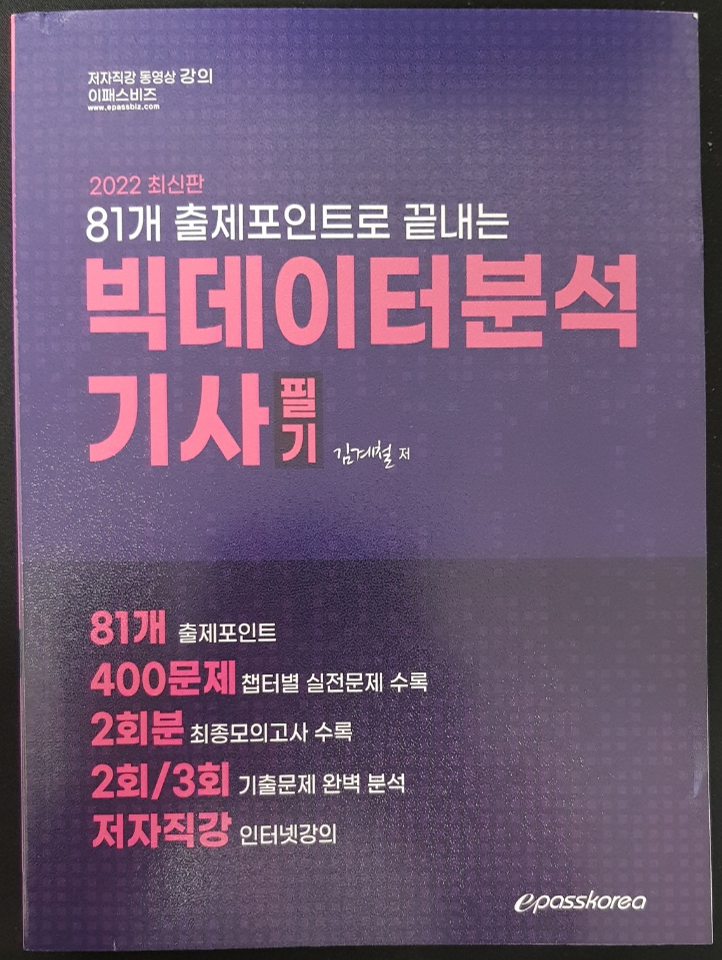 저자직강 동영상 강의
이패스비즈
www.epassbiz.com
2022 최신판
81개 출제포인트로 끝내는
빅데이터분석
기사 필기
김계철 저
81개 출제포인트
400문제 챕터별 실전문제 수록
2회분 최종모의고사 수록
2회/3회 기출문제 완벽 분석
저자직강 인터넷강의
epasskorea